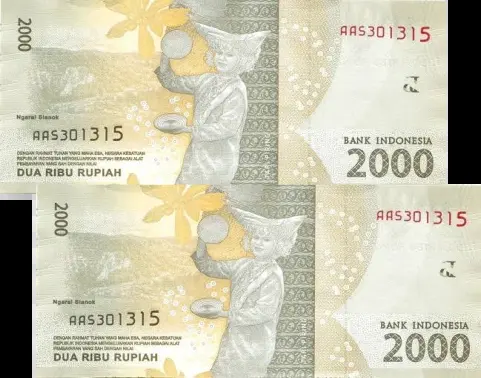 2000
AAS301315
Ngarai Sianok
AAS301315
DENGAN RAHMAT TUHAN YANG MAHA ESA, NEGARA KESATUAN
REPUBLIK INDONESIA MENGELUARKAN RUPIAH SEBAGAI ALAT
PEMBAYARAN YANG SAH DENGAN NILAI
DUA RIBU RUPIAH
BANK INDONESIA
2000
2000
AAS301315
Ngarai Sianok
AAS301315
DENGAN RAHMAT TUHAN YANG MAHA ESA, NEGARA KESATUAN
REPUBLIK INDONESIA MENGELUARKAN RUPIAH SEBAGAI ALAT
PEMBAYARAN YANG SAH DENGAN NILAI
DUA RIBU RUPIAH
BANK INDONESIA
2000